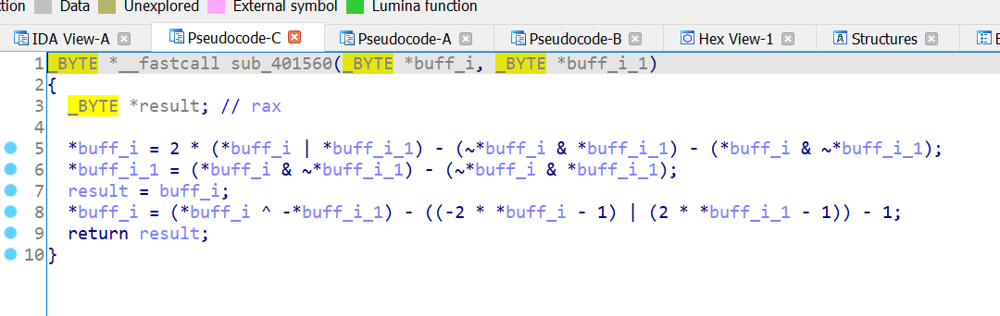 tion Data Unexplored External symbol Lumina function
IDA View-A Pseudocode-C Pseudocode-A Pseudocode-B Hex View-1 Structures
1 _BYTE *__fastcall sub_401560(_BYTE *buff_i, _BYTE *buff_i_1)
2 {
3 _BYTE *result; // rax
4
5 *buff_i = 2 * (*buff_i | *buff_i_1) - (~*buff_i & *buff_i_1) - (*buff_i & ~*buff_i_1);
6 *buff_i_1 = (*buff_i & ~*buff_i_1) - (~*buff_i & *buff_i_1);
7 result = buff_i;
8 *buff_i = (*buff_i ^ -*buff_i_1) - ((-2 * *buff_i - 1) | (2 * *buff_i_1 - 1)) - 1;
9 return result;
10 }